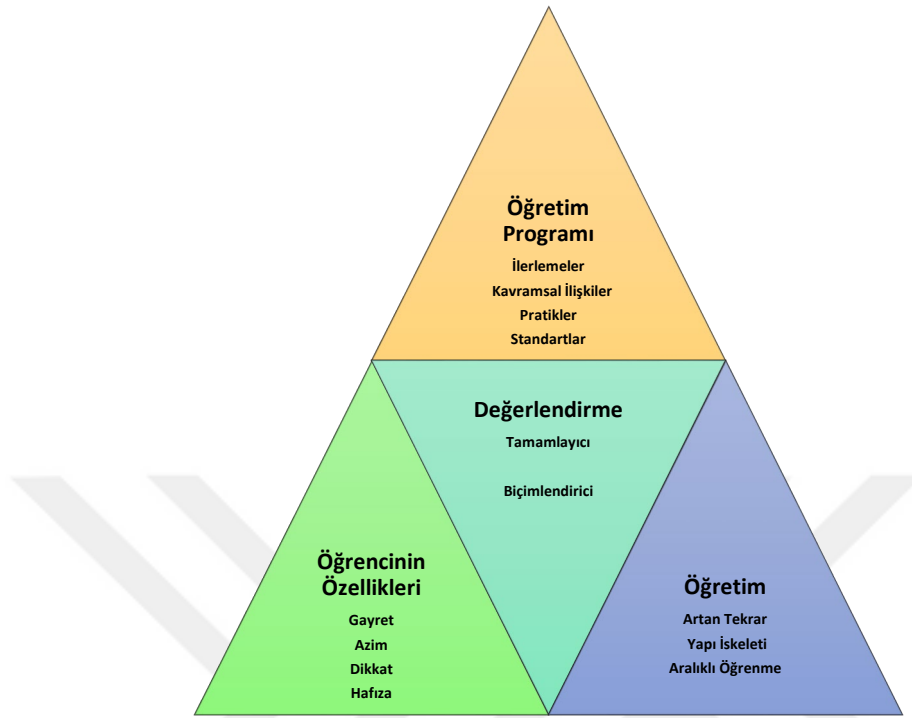 Öğretim
Programı
İlerlemeler
Kavramsal İlişkiler
Pratikler
Standartlar
Değerlendirme
Tamamlayıcı
Biçimlendirici
Öğrencinin
Özellikleri
Gayret
Azim
Dikkat
Hafıza
Öğretim
Artan Tekrar
Yapı İskeleti
Aralıklı Öğrenme